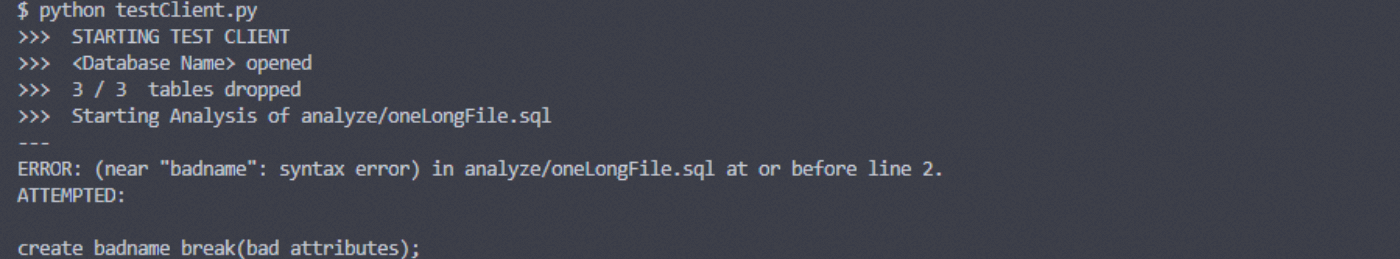 $ python testClient.py
>>>  STARTING TEST CLIENT
>>>  <Database Name> opened
>>>  3 / 3  tables dropped
>>>  Starting Analysis of analyze/oneLongFile.sql
---
ERROR: (near "badname": syntax error) in analyze/oneLongFile.sql at or before line 2.
ATTEMPTED:

create badname break(bad attributes);